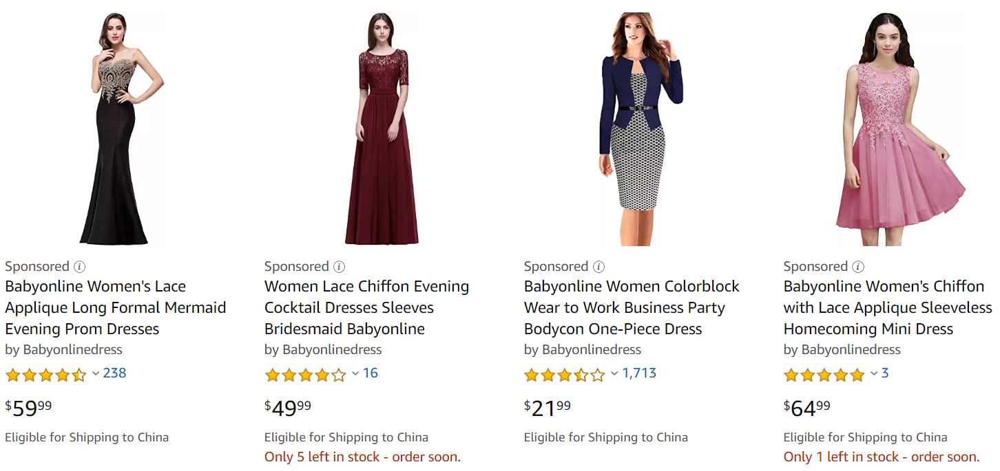 Sponsored
Babyonline Women's Lace
Applique Long Formal Mermaid
Evening Prom Dresses
by Babyonlinedress
238
$59.99
Eligible for Shipping to China
Sponsored
Women Lace Chiffon Evening
Cocktail Dresses Sleeves
Bridesmaid Babyonline
by Babyonlinedress
16
$49.99
Eligible for Shipping to China
Only 5 left in stock - order soon.
Sponsored
Babyonline Women Colorblock
Wear to Work Business Party
Bodycon One-Piece Dress
by Babyonlinedress
1,713
$21.99
Eligible for Shipping to China
Sponsored
Babyonline Women's Chiffon
with Lace Applique Sleeveless
Homecoming Mini Dress
by Babyonlinedress
3
$64.99
Eligible for Shipping to China
Only 1 left in stock - order soon.